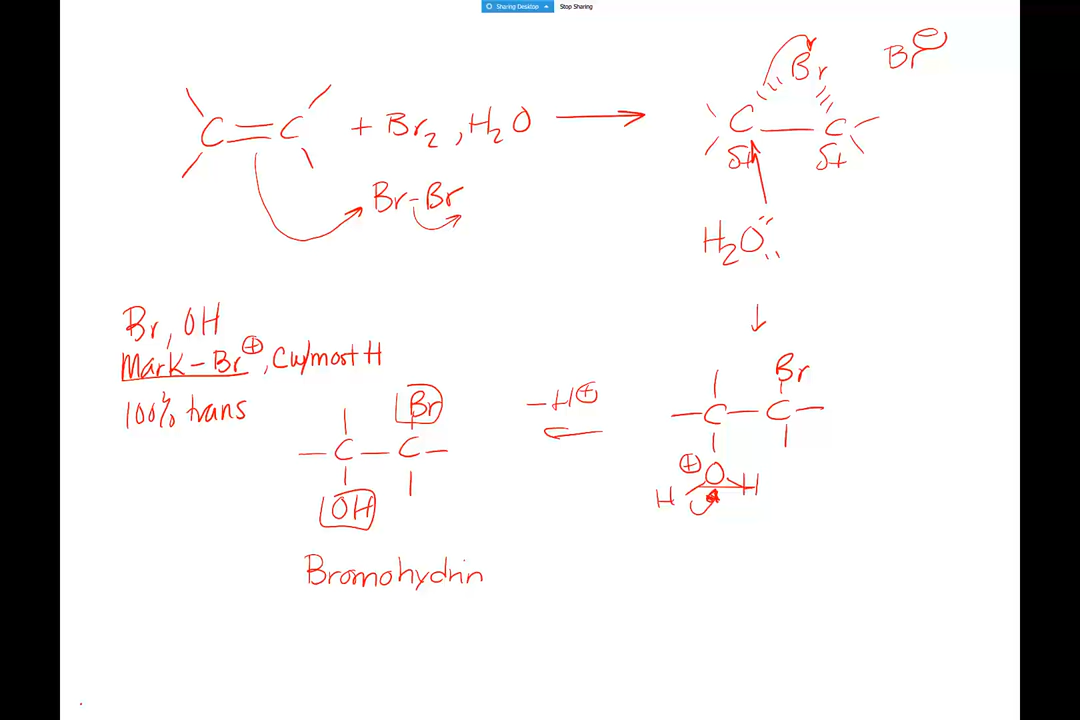 Sharing Desktop Stop Sharing
C=C + Br₂, H₂O →
Br-Br
Br Br⊖
C — C
δ+ δ+
H₂O:
↓
Br, OH
Mark-Br⊕, C w/most H
100% trans
Br
— C — C —
OH
-H⊕
←
Br
— C — C —
⊕ O
H H
Bromohydrin